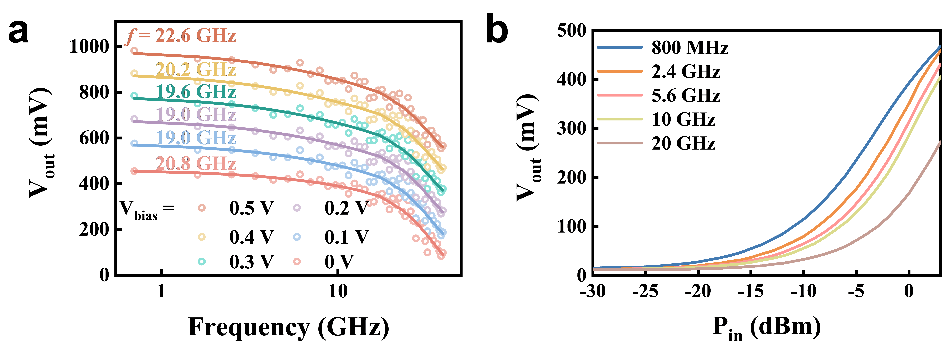 a
V_out (mV)
1000
800
600
400
200
0
f = 22.6 GHz
20.2 GHz
19.6 GHz
19.0 GHz
19.0 GHz
20.8 GHz
V_bias =
0.5 V
0.2 V
0.4 V
0.1 V
0.3 V
0 V
1
10
Frequency (GHz)
b
V_out (mV)
500
400
300
200
100
0
800 MHz
2.4 GHz
5.6 GHz
10 GHz
20 GHz
-30
-25
-20
-15
-10
-5
0
P_in (dBm)